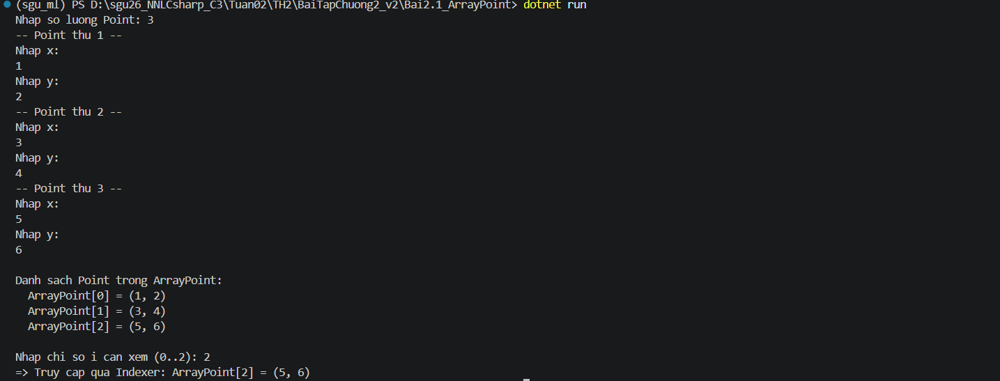 (sgu_ml) PS D:\sgu26_NNLCsharp_C3\Tuan02\TH2\BaiTapChuong2_v2\Bai2.1_ArrayPoint> dotnet run
Nhap so luong Point: 3
-- Point thu 1 --
Nhap x:
1
Nhap y:
2
-- Point thu 2 --
Nhap x:
3
Nhap y:
4
-- Point thu 3 --
Nhap x:
5
Nhap y:
6
Danh sach Point trong ArrayPoint:
ArrayPoint[0] = (1, 2)
ArrayPoint[1] = (3, 4)
ArrayPoint[2] = (5, 6)
Nhap chi so i can xem (0..2): 2
=> Truy cap qua Indexer: ArrayPoint[2] = (5, 6)